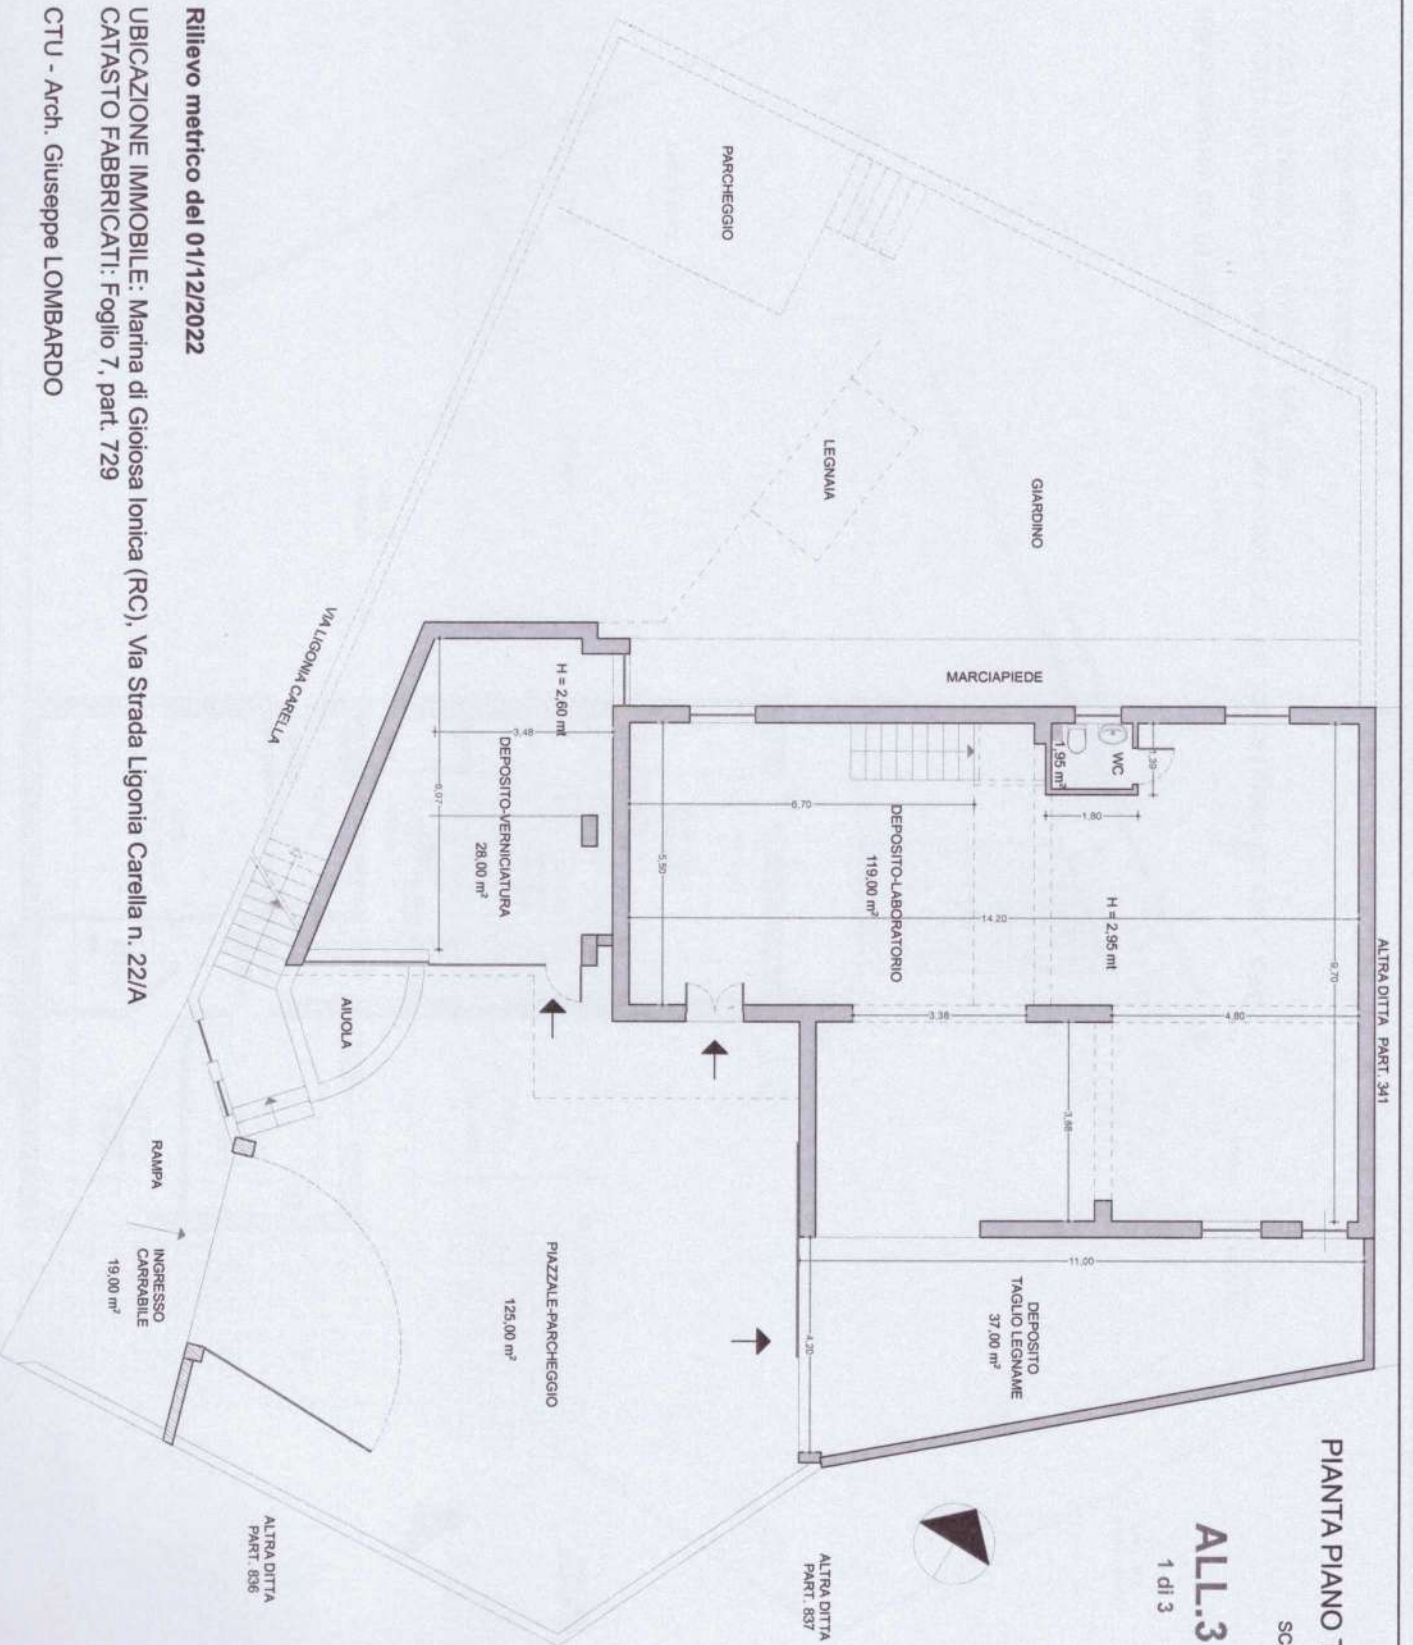 PIANTA PIANO
SC
ALL.3
1 di 3
ALTRA DITTA PART. 341
GIARDINO
PARCHEGGIO
LEGNAIA
MARCIAPIEDE
WC
1,95 m²
1,39
1,80
H = 2,95 mt
9,70
4,80
14,20
3,38
3,88
6,70
5,50
DEPOSITO-LABORATORIO
119,00 m²
11,00
DEPOSITO
TAGLIO LEGNAME
37,00 m²
4,20
H = 2,60 mt
3,48
DEPOSITO-VERNICIATURA
28,00 m²
6,07
VIA LIGONIA CARELLA
AIUOLA
PIAZZALE-PARCHEGGIO
125,00 m²
RAMPA
INGRESSO
CARRABILE
19,00 m²
ALTRA DITTA
PART. 837
ALTRA DITTA
PART. 836
Rilievo metrico del 01/12/2022
UBICAZIONE IMMOBILE: Marina di Gioiosa Ionica (RC), Via Strada Ligonia Carella n. 22/A
CATASTO FABBRICATI: Foglio 7, part. 729
CTU - Arch. Giuseppe LOMBARDO